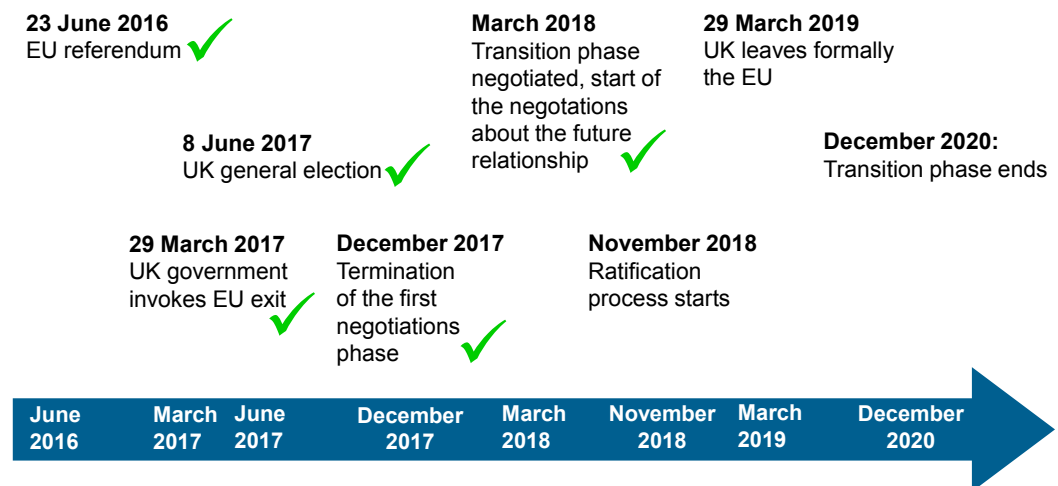 23 June 2016
EU referendum
March 2018
Transition phase
negotiated, start of
the negotations
about the future
relationship
29 March 2019
UK leaves formally
the EU
8 June 2017
UK general election
December 2020:
Transition phase ends
29 March 2017
UK government
invokes EU exit
December 2017
Termination
of the first
negotiations
phase
November 2018
Ratification
process starts
June
2016
March
2017
June
2017
December
2017
March
2018
November
2018
March
2019
December
2020